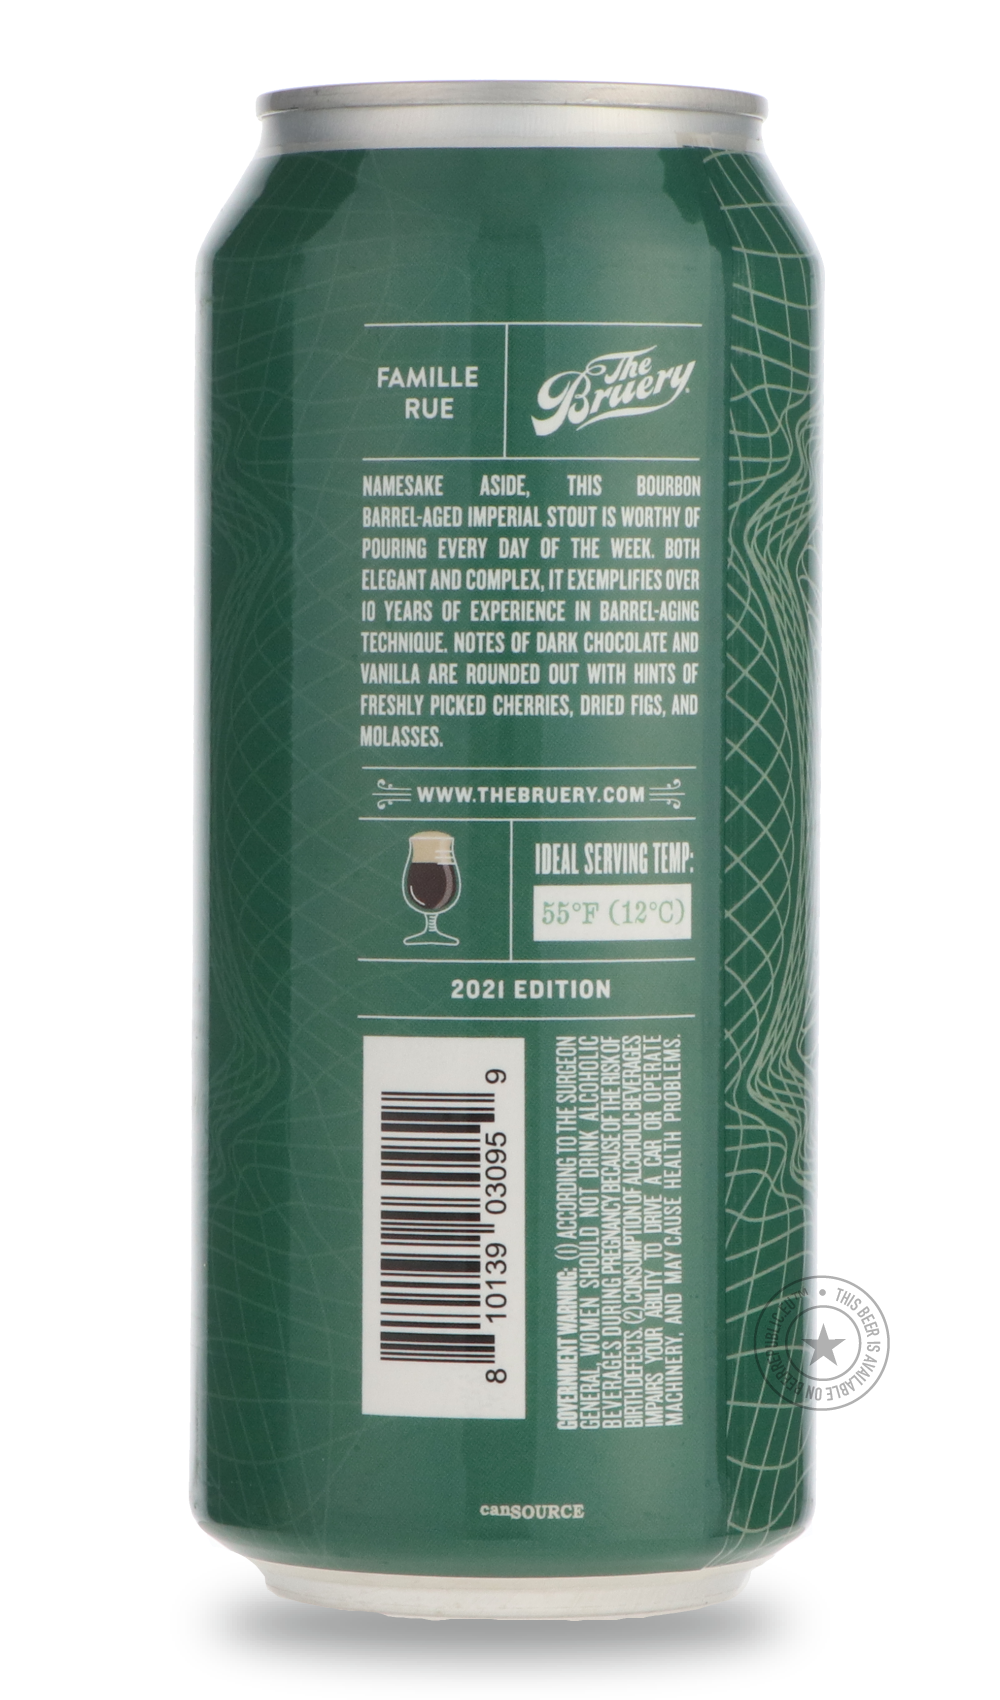 FAMILLE
RUE
The
Bruery
NAMESAKE ASIDE, THIS BOURBON
BARREL-AGED IMPERIAL STOUT IS WORTHY OF
POURING EVERY DAY OF THE WEEK. BOTH
ELEGANT AND COMPLEX, IT EXEMPLIFIES OVER
10 YEARS OF EXPERIENCE IN BARREL-AGING
TECHNIQUE. NOTES OF DARK CHOCOLATE AND
VANILLA ARE ROUNDED OUT WITH HINTS OF
FRESHLY PICKED CHERRIES, DRIED FIGS, AND
MOLASSES.
WWW.THEBRUERY.COM
IDEAL SERVING TEMP:
55°F (12°C)
2021 EDITION
8 10139 03095 9
GOVERNMENT WARNING: (1) ACCORDING TO THE SURGEON
GENERAL, WOMEN SHOULD NOT DRINK ALCOHOLIC
BEVERAGES DURING PREGNANCY BECAUSE OF THE RISK OF
BIRTH DEFECTS. (2) CONSUMPTION OF ALCOHOLIC BEVERAGES
IMPAIRS YOUR ABILITY TO DRIVE A CAR OR OPERATE
MACHINERY, AND MAY CAUSE HEALTH PROBLEMS.
canSOURCE
THIS BEER IS AVAILABLE ON BEERREPUBLIC.EU